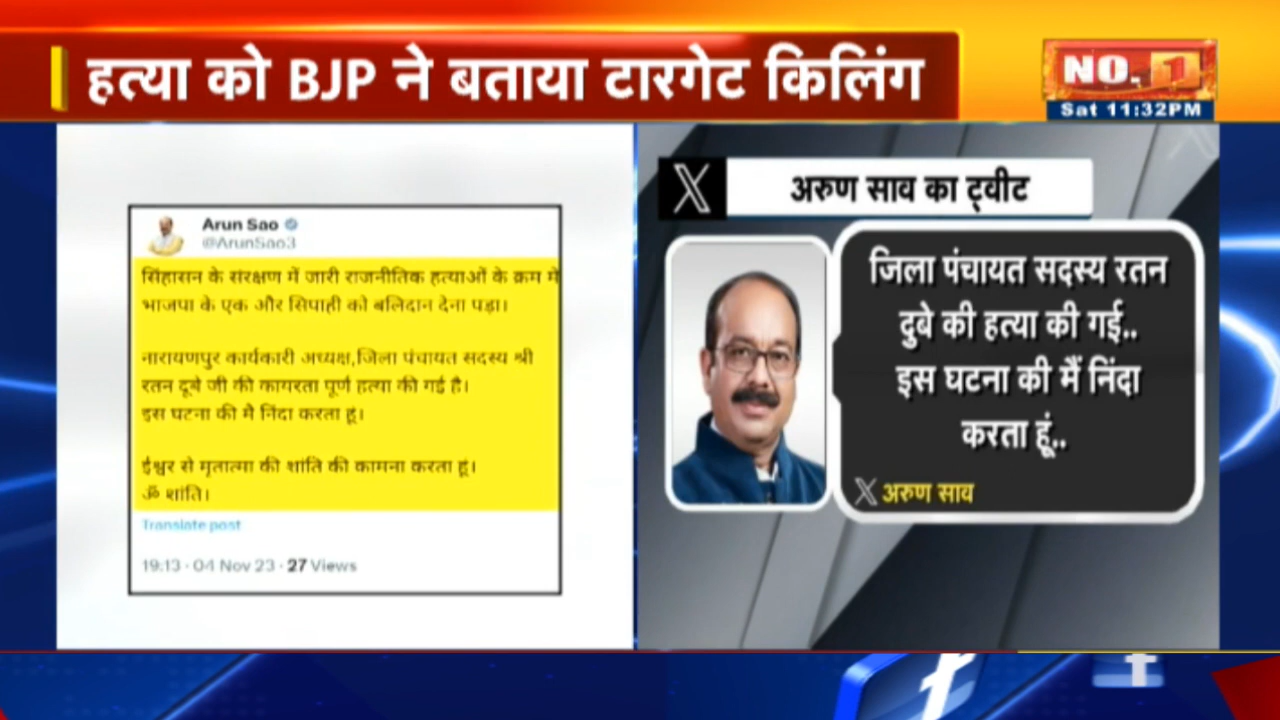 हत्या को BJP ने बताया टारगेट किलिंग
NO. 1
Sat 11:32PM
Arun Sao
@ArunSao3
सिंहासन के संरक्षण में जारी राजनीतिक हत्याओं के क्रम में
भाजपा के एक और सिपाही को बलिदान देना पड़ा।
नारायणपुर कार्यकारी अध्यक्ष,जिला पंचायत सदस्य श्री
रतन दूबे जी की कायरता पूर्ण हत्या की गई है।
इस घटना की मै निंदा करता हूं।
ईश्वर से मृतात्मा की शांति की कामना करता हूं।
ॐ शांति।
Translate post
19:13 · 04 Nov 23 · 27 Views
X अरुण साव का ट्वीट
जिला पंचायत सदस्य रतन
दुबे की हत्या की गई..
इस घटना की मैं निंदा
करता हूं..
X अरुण साव